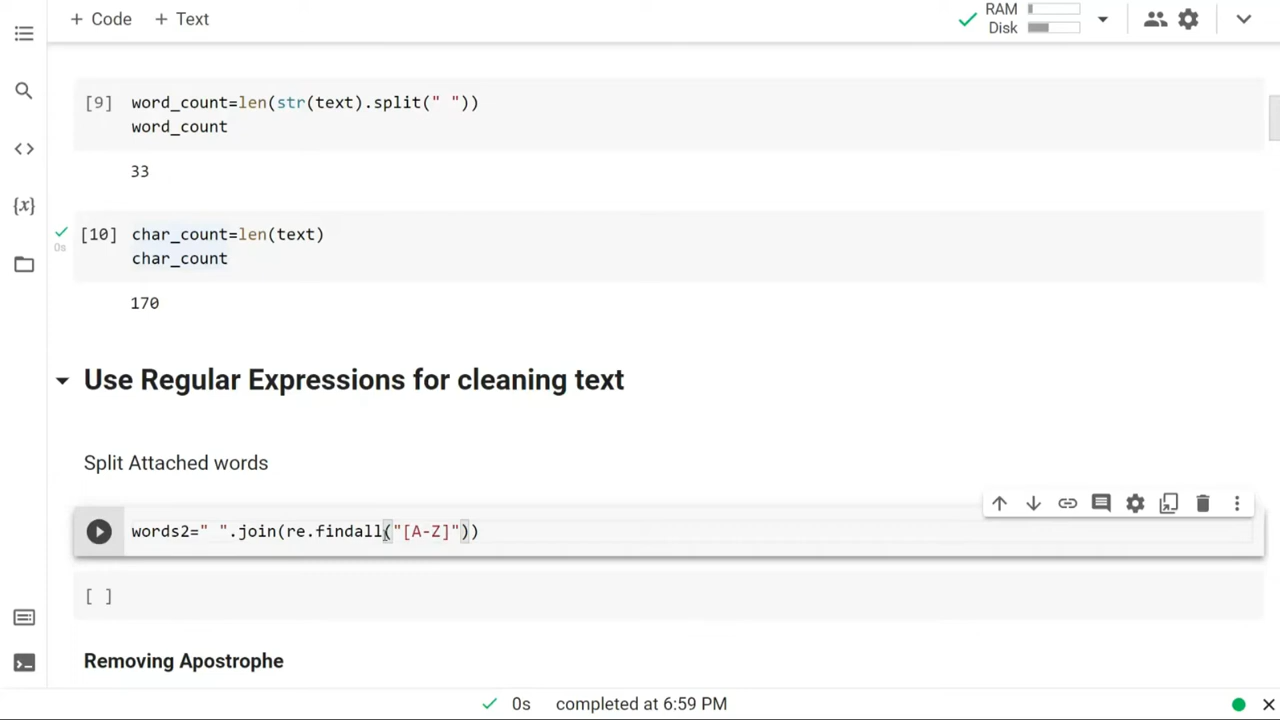 + Code + Text
RAM
Disk
[9] word_count=len(str(text).split(" "))
word_count
33
{x}
[10] char_count=len(text)
0s
char_count
170
Use Regular Expressions for cleaning text
Split Attached words
words2=" ".join(re.findall("[A-Z]"))
[ ]
Removing Apostrophe
0s completed at 6:59 PM